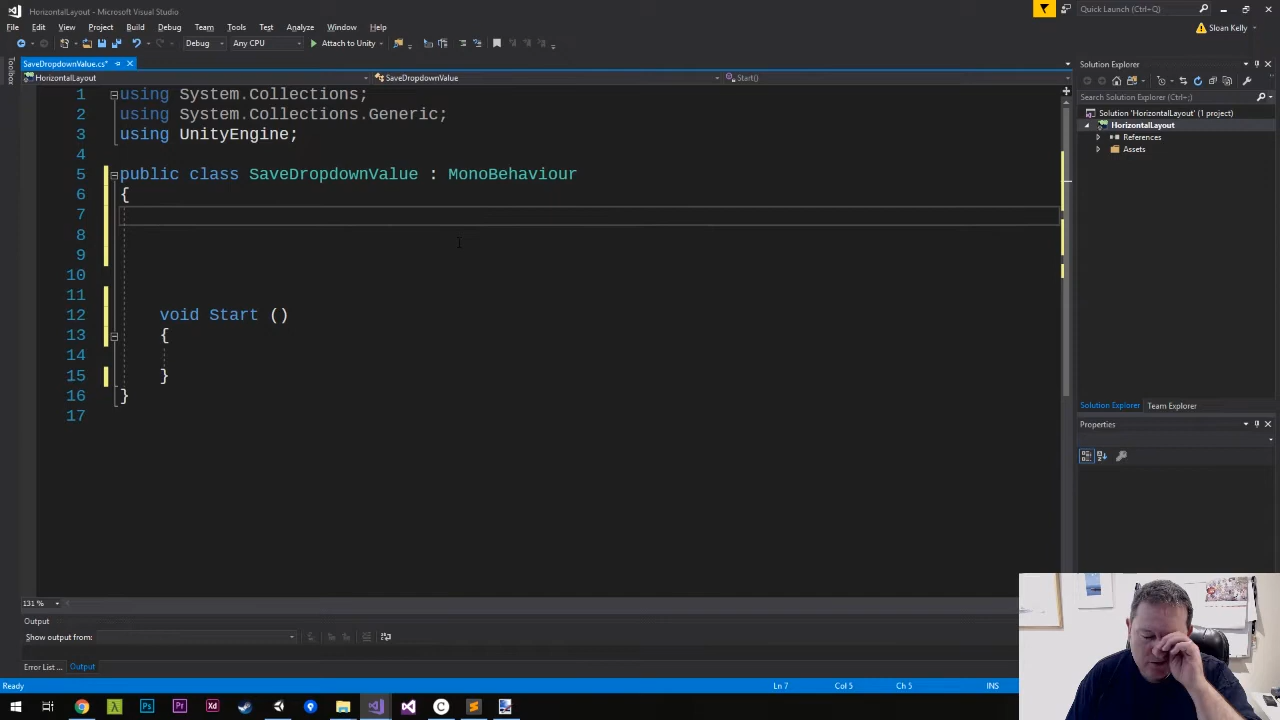 HorizontalLayout - Microsoft Visual Studio
Quick Launch (Ctrl+Q)
File Edit View Project Build Debug Team Tools Test Analyze Window Help
Sloan Kelly
Debug Any CPU Attach to Unity
Toolbox
SaveDropdownValue.cs*
HorizontalLayout SaveDropdownValue Start()
1 using System.Collections;
2 using System.Collections.Generic;
3 using UnityEngine;
4
5 public class SaveDropdownValue : MonoBehaviour
6 {
7
8
9
10
11
12 void Start ()
13 {
14
15 }
16 }
17
131 %
Output
Show output from:
Error List ... Output
Ready Ln 7 Col 5 Ch 5 INS
Solution Explorer
Search Solution Explorer (Ctrl+;)
Solution 'HorizontalLayout' (1 project)
HorizontalLayout
References
Assets
Solution Explorer Team Explorer
Properties